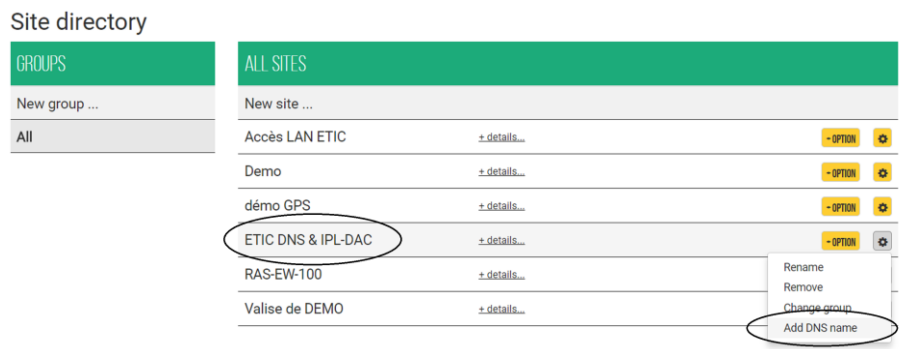 Site directory
GROUPS
New group ...
All
ALL SITES
New site ...
Accès LAN ETIC + details... - OPTION
Demo + details... - OPTION
démo GPS + details... - OPTION
ETIC DNS & IPL-DAC + details... - OPTION
RAS-EW-100 + details...
Valise de DEMO + details...
Rename
Remove
Change group
Add DNS name